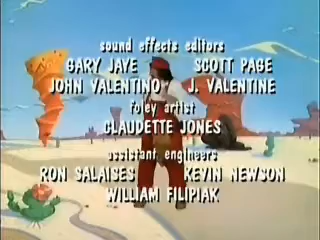 sound effects editors
GARY JAYE SCOTT PAGE
JOHN VALENTINO J. VALENTINE
foley artist
CLAUDETTE JONES
assistant engineers
RON SALAISES KEVIN NEWSON
WILLIAM FILIPIAK